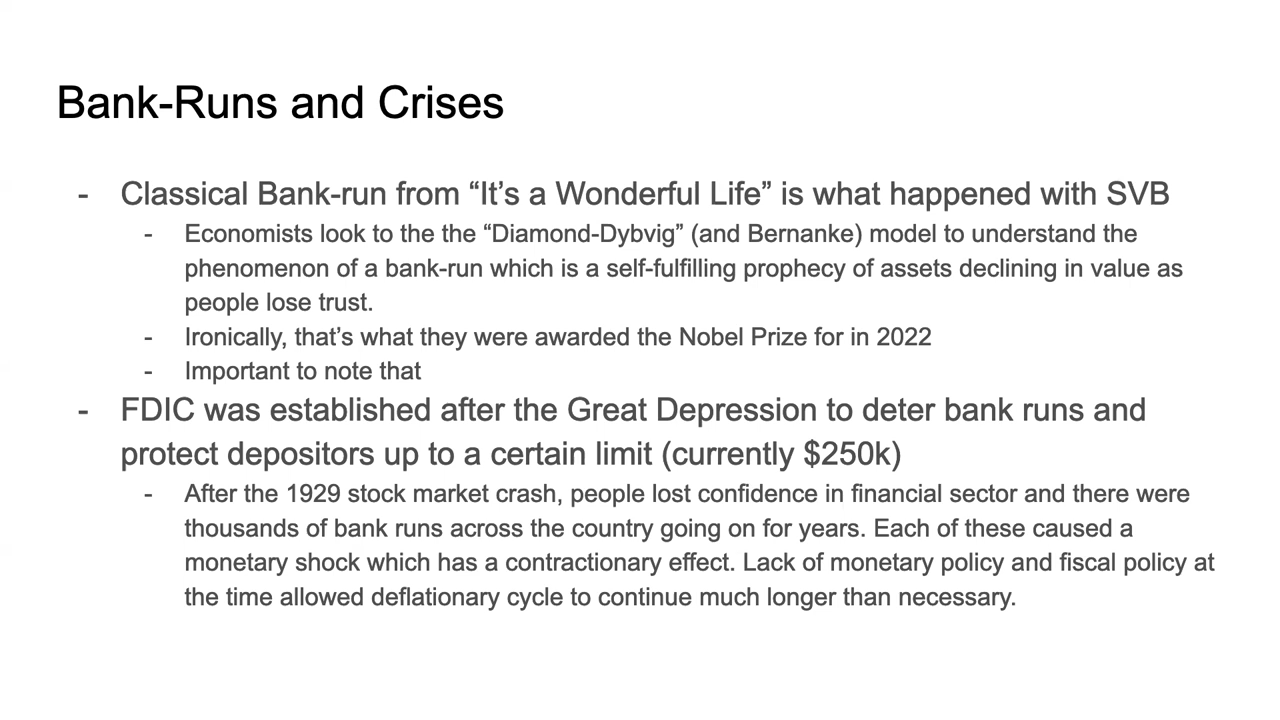 Bank-Runs and Crises
- Classical Bank-run from “It’s a Wonderful Life” is what happened with SVB
- Economists look to the the “Diamond-Dybvig” (and Bernanke) model to understand the
phenomenon of a bank-run which is a self-fulfilling prophecy of assets declining in value as
people lose trust.
- Ironically, that’s what they were awarded the Nobel Prize for in 2022
- Important to note that
- FDIC was established after the Great Depression to deter bank runs and
protect depositors up to a certain limit (currently $250k)
- After the 1929 stock market crash, people lost confidence in financial sector and there were
thousands of bank runs across the country going on for years. Each of these caused a
monetary shock which has a contractionary effect. Lack of monetary policy and fiscal policy at
the time allowed deflationary cycle to continue much longer than necessary.